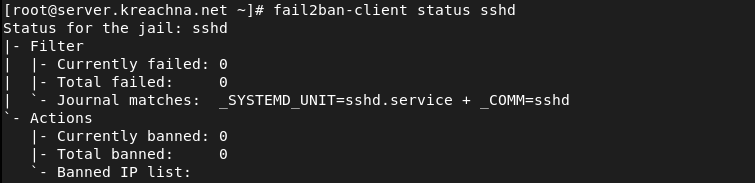 [root@server.kreachna.net ~]# fail2ban-client status sshd
Status for the jail: sshd
|- Filter
|  |- Currently failed: 0
|  |- Total failed:     0
|  `- Journal matches:  _SYSTEMD_UNIT=sshd.service + _COMM=sshd
`- Actions
   |- Currently banned: 0
   |- Total banned:     0
   `- Banned IP list: